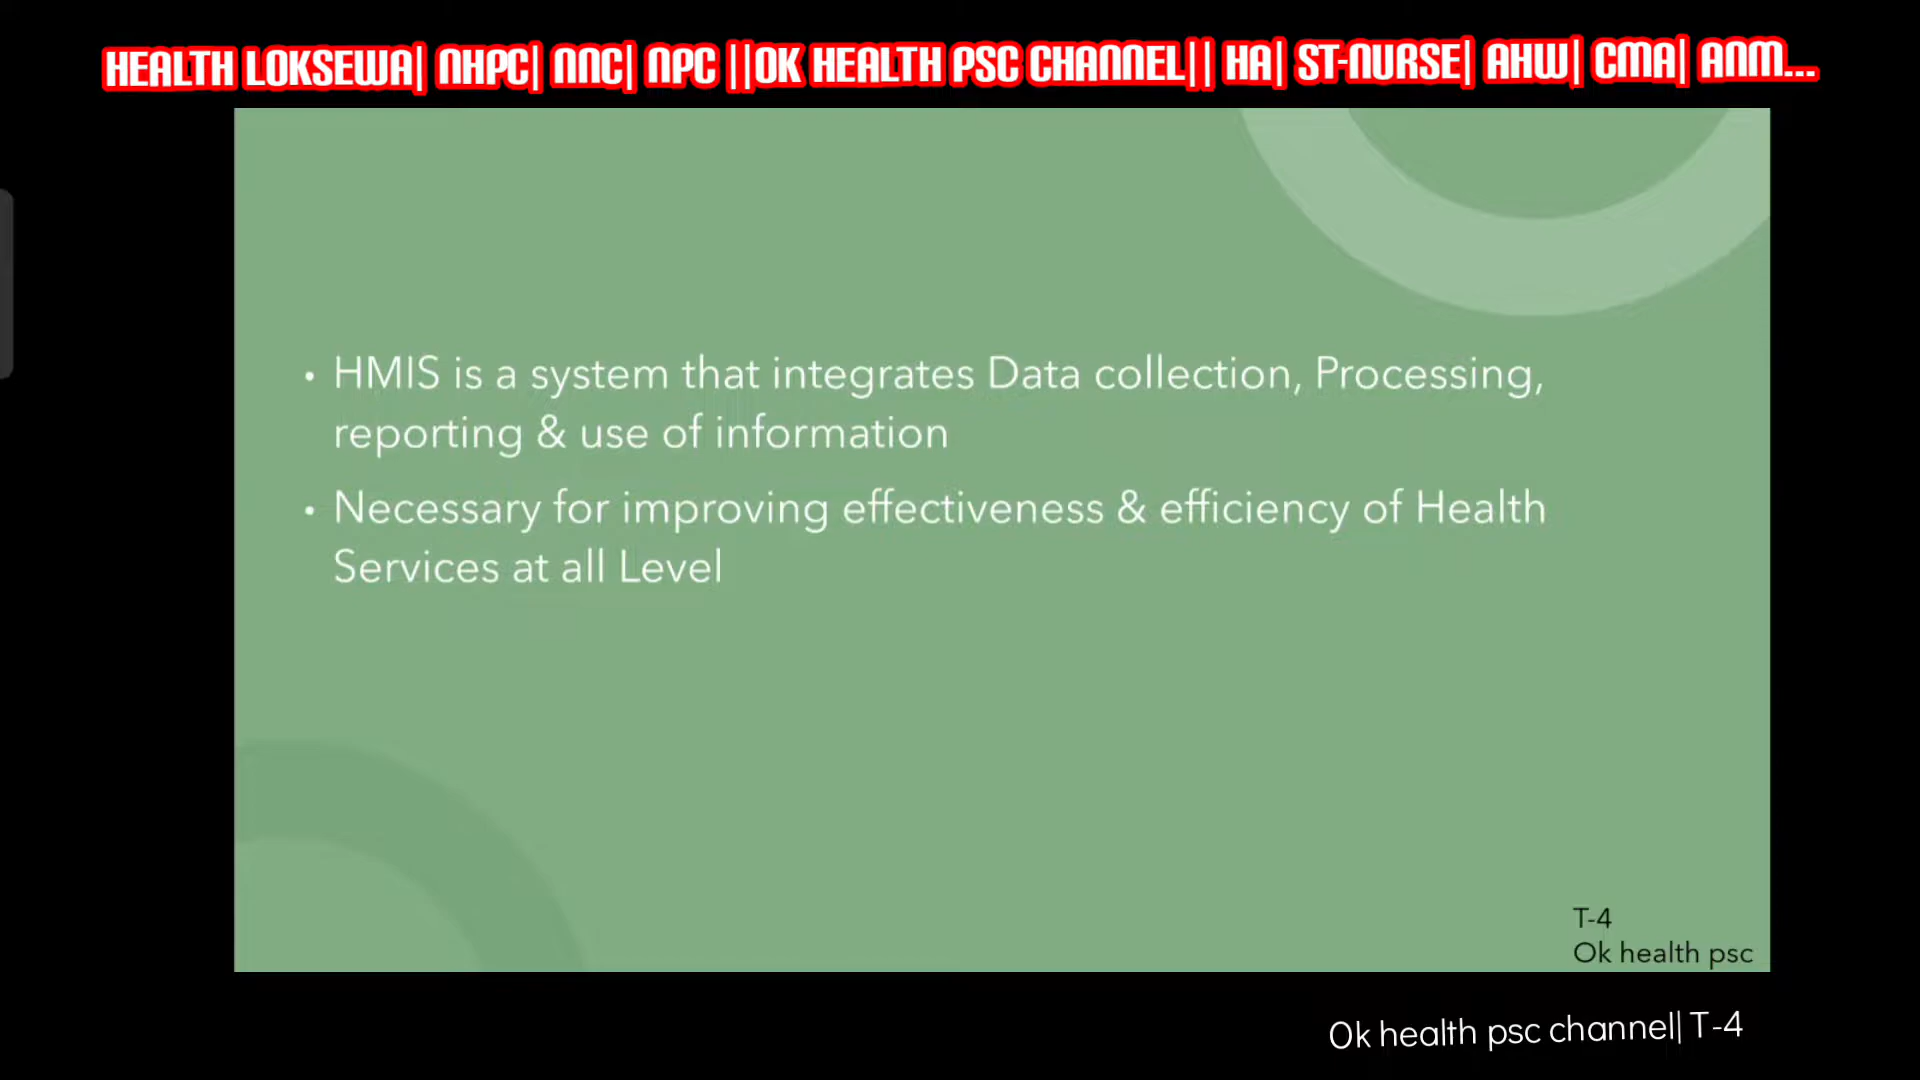 HEALTH LOKSEWA| NHPC| NNC| NPC ||OK HEALTH PSC CHANNEL|| HA| ST-NURSE| AHW| CMA| ANM...
• HMIS is a system that integrates Data collection, Processing,
reporting & use of information
• Necessary for improving effectiveness & efficiency of Health
Services at all Level
T-4
Ok health psc
Ok health psc channel|| T-4